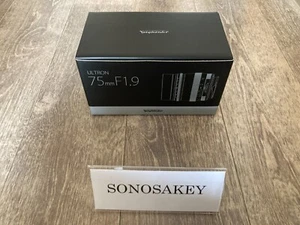 Voigtländer
ULTRON
75mm F1.9
SONOSAKEY